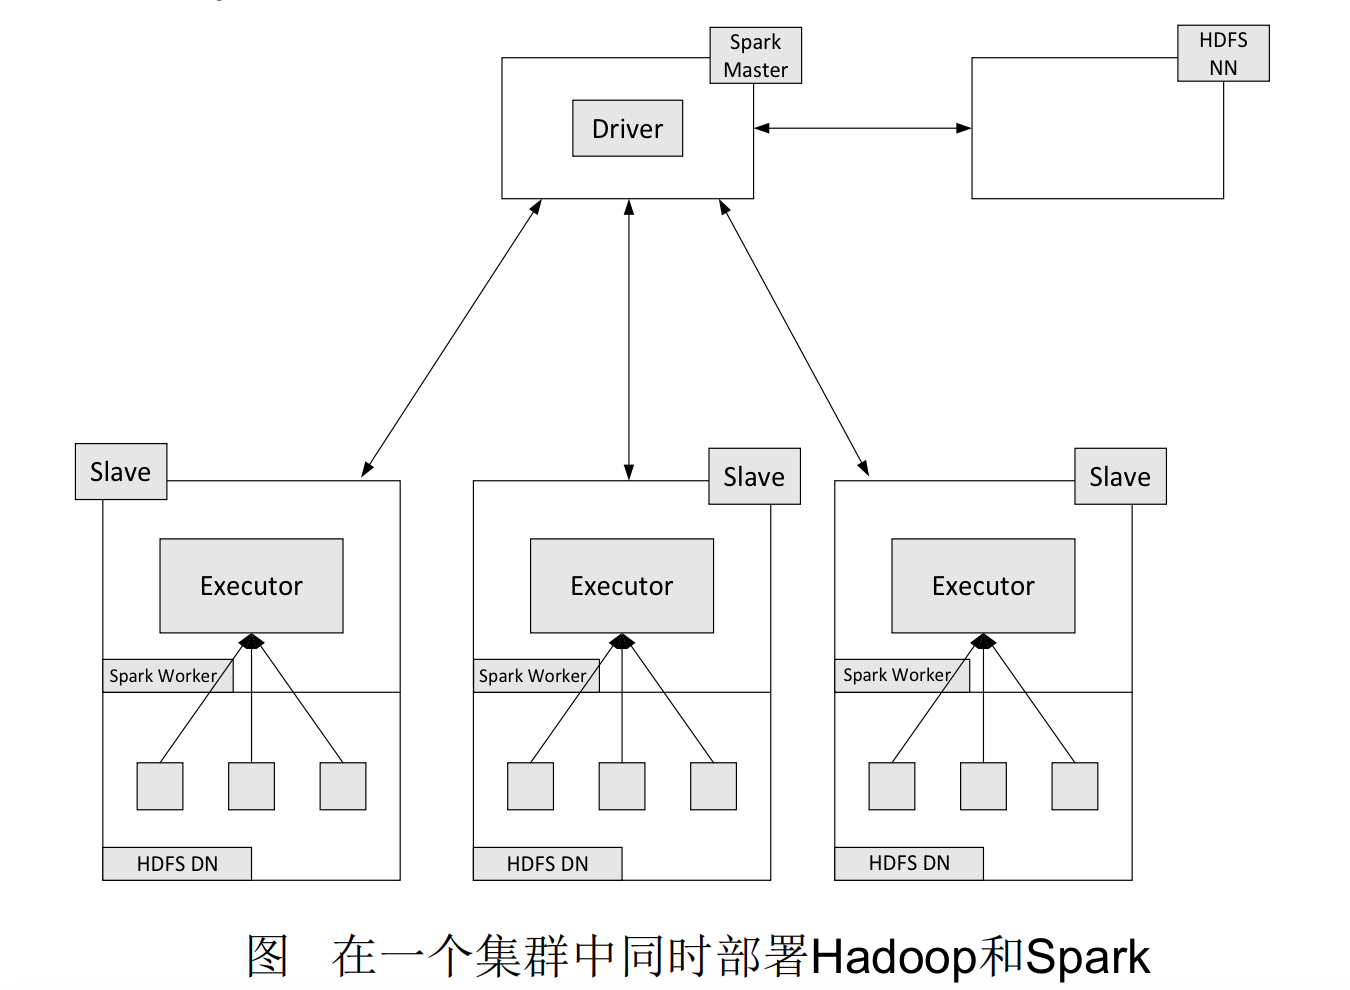 Spark
Master
HDFS
NN
Driver
Slave
Slave
Slave
Executor
Executor
Executor
Spark Worker
Spark Worker
Spark Worker
HDFS DN
HDFS DN
HDFS DN
图 在一个集群中同时部署Hadoop和Spark